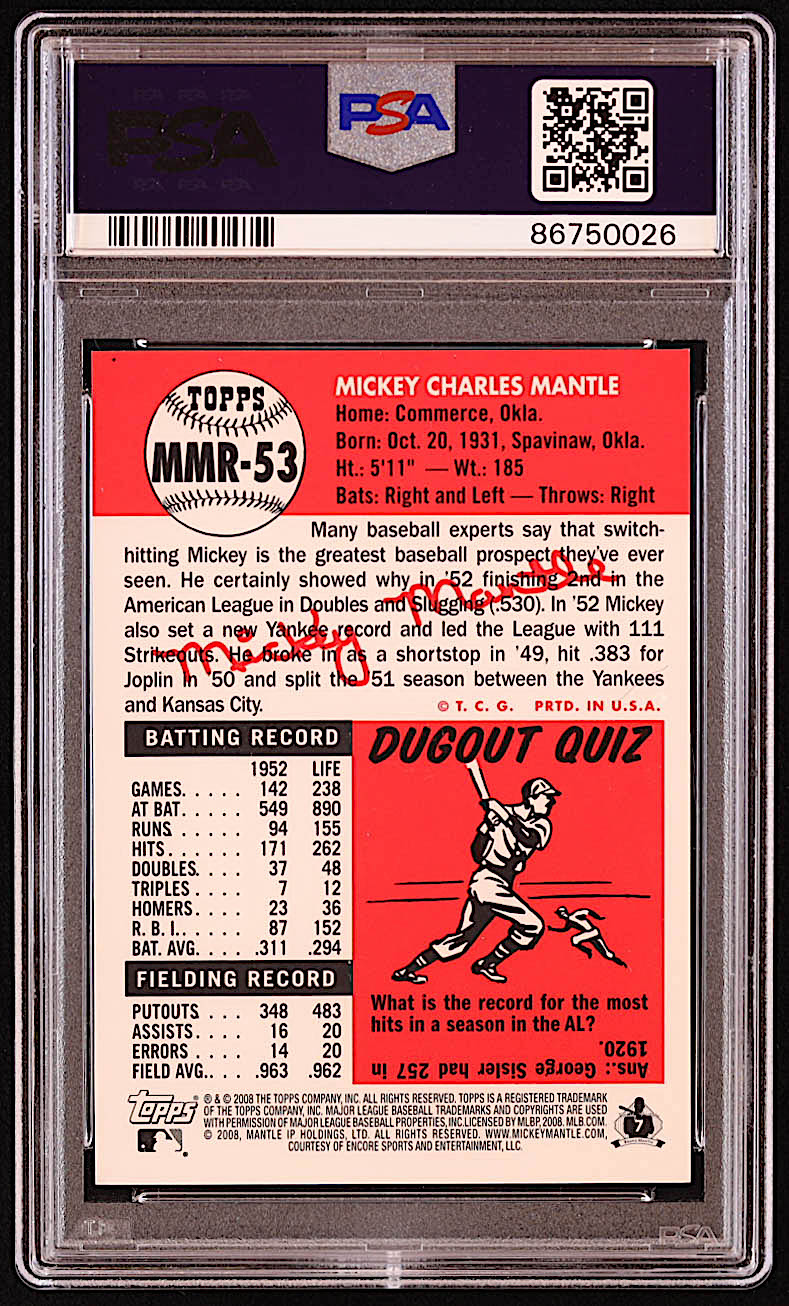 PSA
PSA
86750026
TOPPS
MMR-53
MICKEY CHARLES MANTLE
Home: Commerce, Okla.
Born: Oct. 20, 1931, Spavinaw, Okla.
Ht.: 5'11" — Wt.: 185
Bats: Right and Left — Throws: Right
Many baseball experts say that switch-
hitting Mickey is the greatest baseball prospect they've ever
seen. He certainly showed why in '52 finishing 2nd in the
American League in Doubles and Slugging (.530). In '52 Mickey
also set a new Yankee record and led the League with 111
Strikeouts. He broke in as a shortstop in '49, hit .383 for
Joplin in '50 and split the '51 season between the Yankees
and Kansas City.
Mickey Mantle
© T. C. G. PRTD. IN U.S.A.
BATTING RECORD
1952 LIFE
GAMES. . . . . 142 238
AT BAT. . . . . 549 890
RUNS. . . . . 94 155
HITS. . . . . 171 262
DOUBLES. . . . 37 48
TRIPLES . . . . 7 12
HOMERS. . . . 23 36
R. B. I.. . . . . 87 152
BAT. AVG. . . . .311 .294
FIELDING RECORD
PUTOUTS . . . 348 483
ASSISTS. . . . 16 20
ERRORS . . . . 14 20
FIELD AVG.. . . .963 .962
DUGOUT QUIZ
What is the record for the most
hits in a season in the AL?
Ans.: George Sisler had 257 in
1920.
Topps
® & © 2008 THE TOPPS COMPANY, INC. ALL RIGHTS RESERVED. TOPPS IS A REGISTERED TRADEMARK
OF THE TOPPS COMPANY, INC. MAJOR LEAGUE BASEBALL TRADEMARKS AND COPYRIGHTS ARE USED
WITH PERMISSION OF MAJOR LEAGUE BASEBALL PROPERTIES, INC. LICENSED BY MLBP, 2008. MLB.COM.
© 2008, MANTLE IP HOLDINGS, LTD. ALL RIGHTS RESERVED. WWW.MICKEYMANTLE.COM,
COURTESY OF ENCORE SPORTS AND ENTERTAINMENT, LLC.
7
PSA